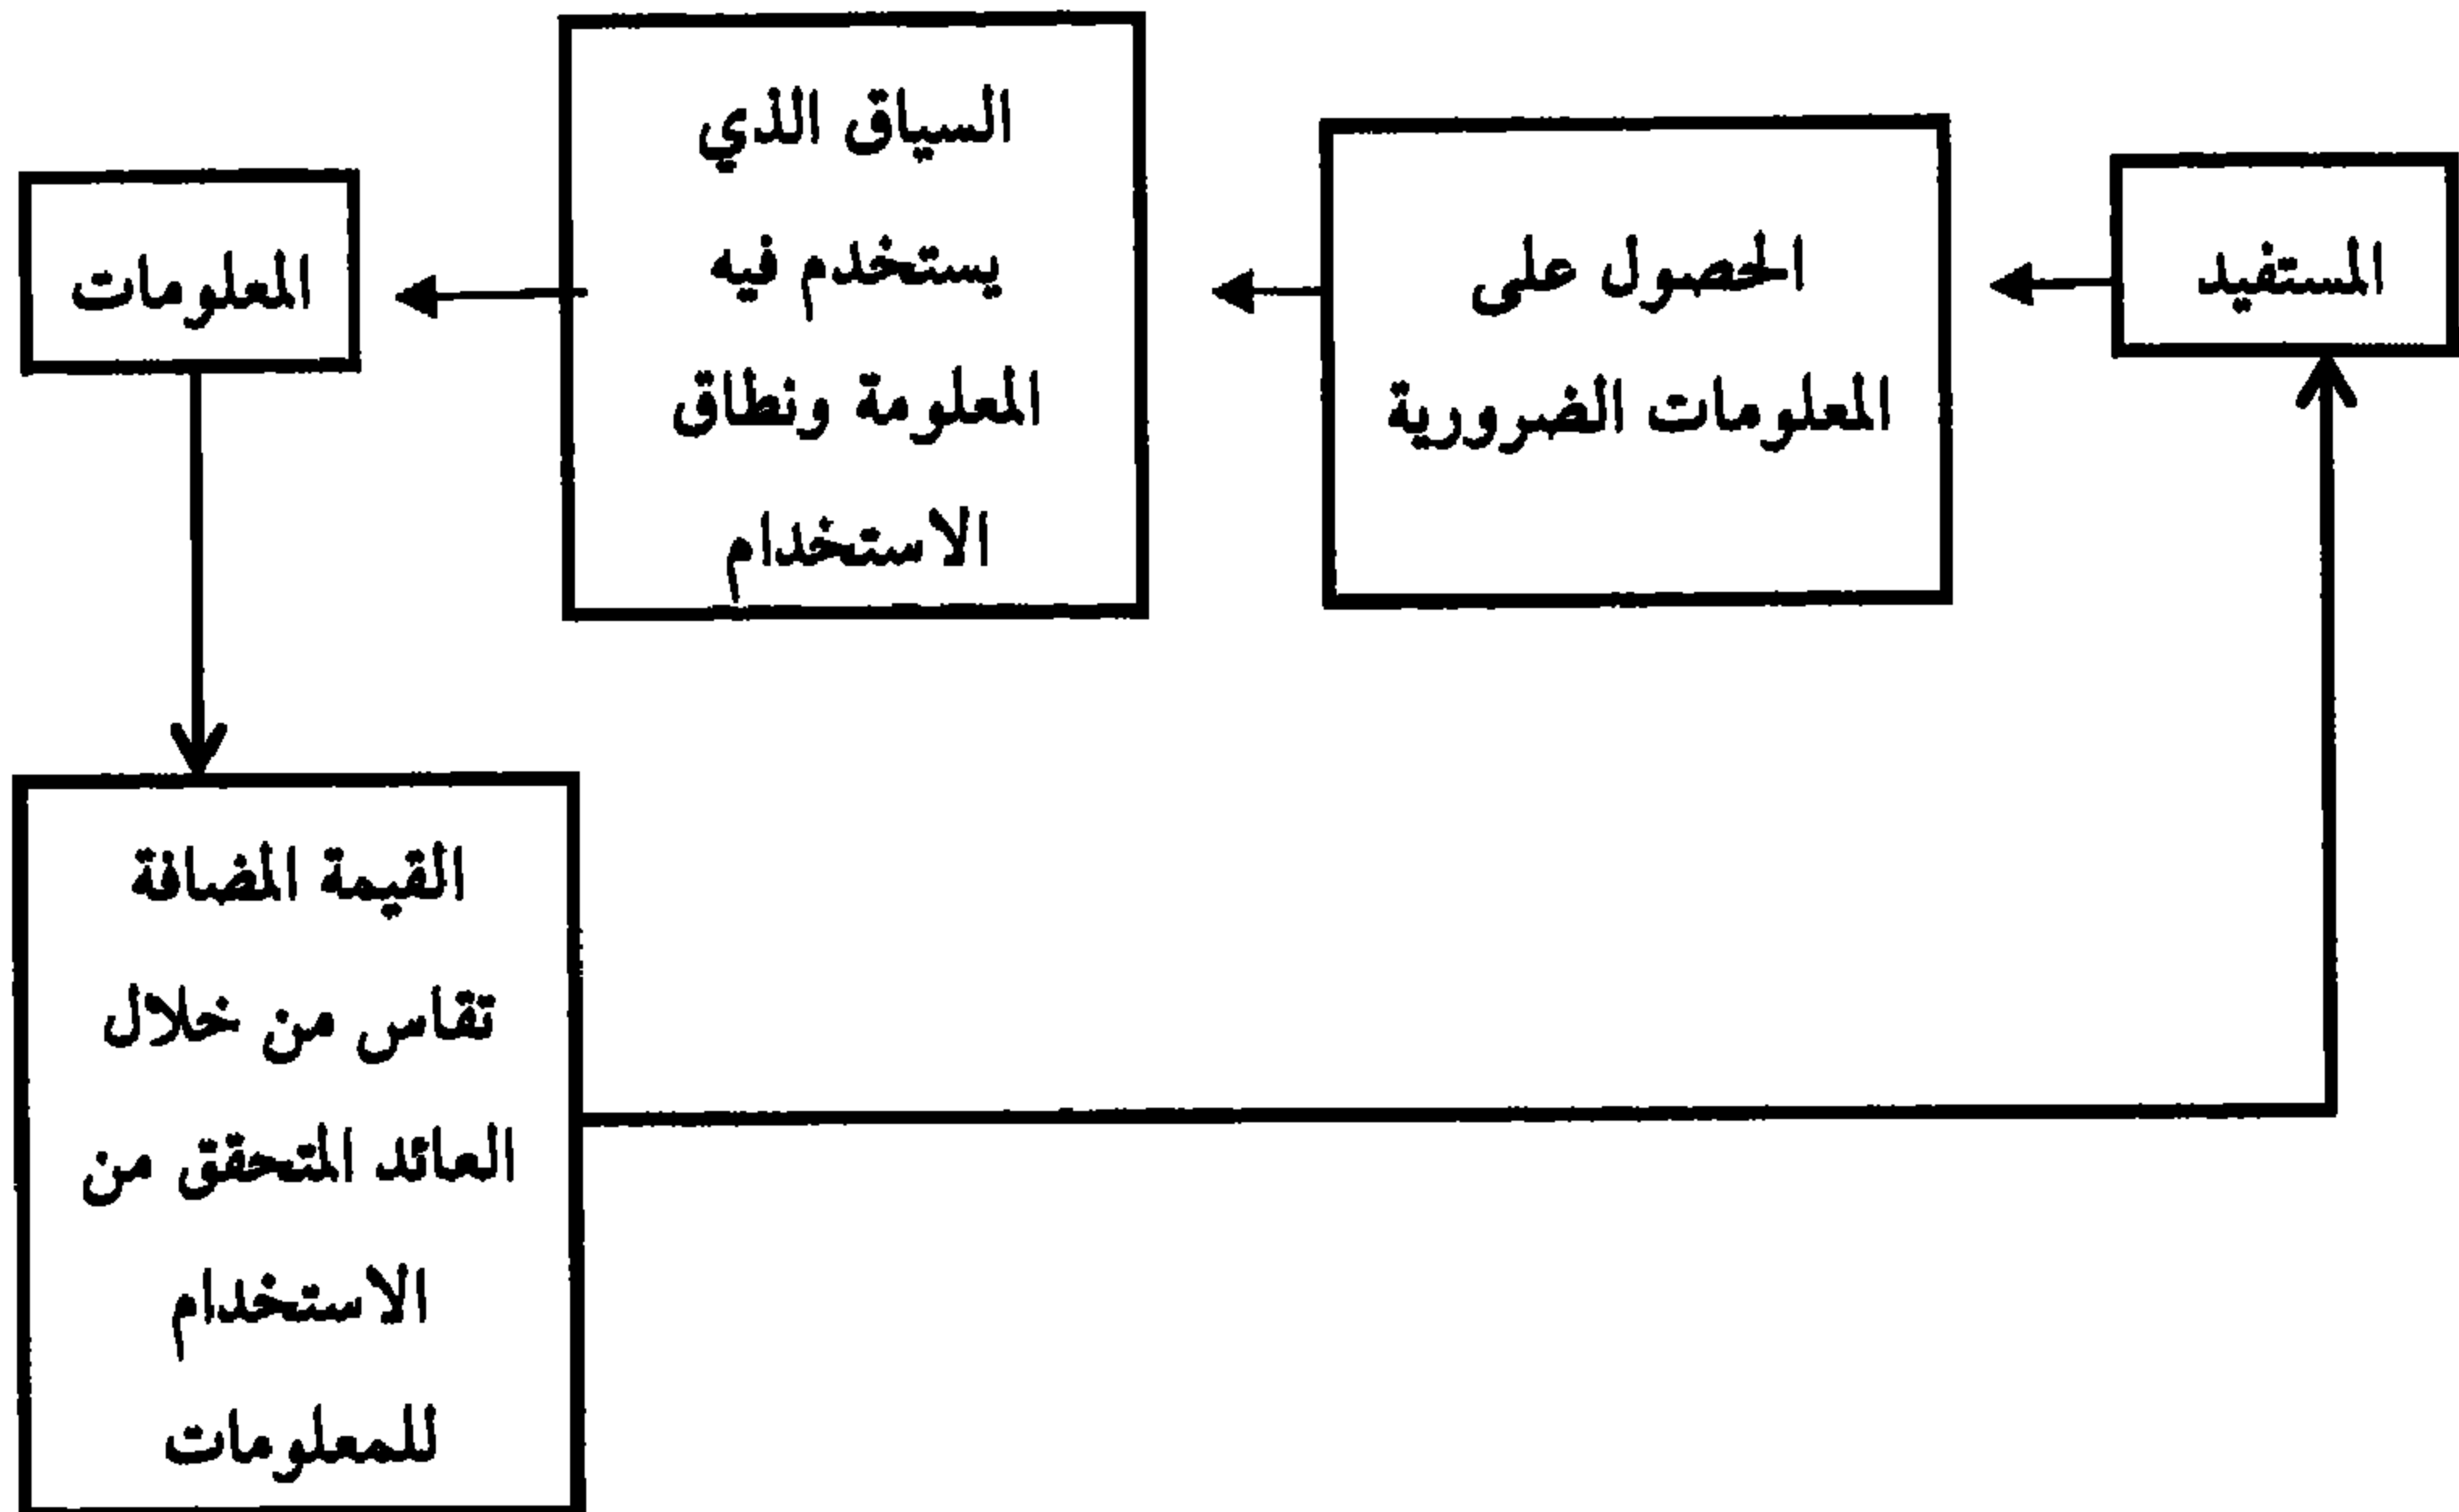 المستفيد
الحصول على
المعلومات الضرورية
السياق الذي
يستخدم فيه
المعلومة ونطاق
الاستخدام
المعلومات
القيمة المضافة
تقاس من خلال
العائد المتحقق من
الاستخدام
للمعلومات